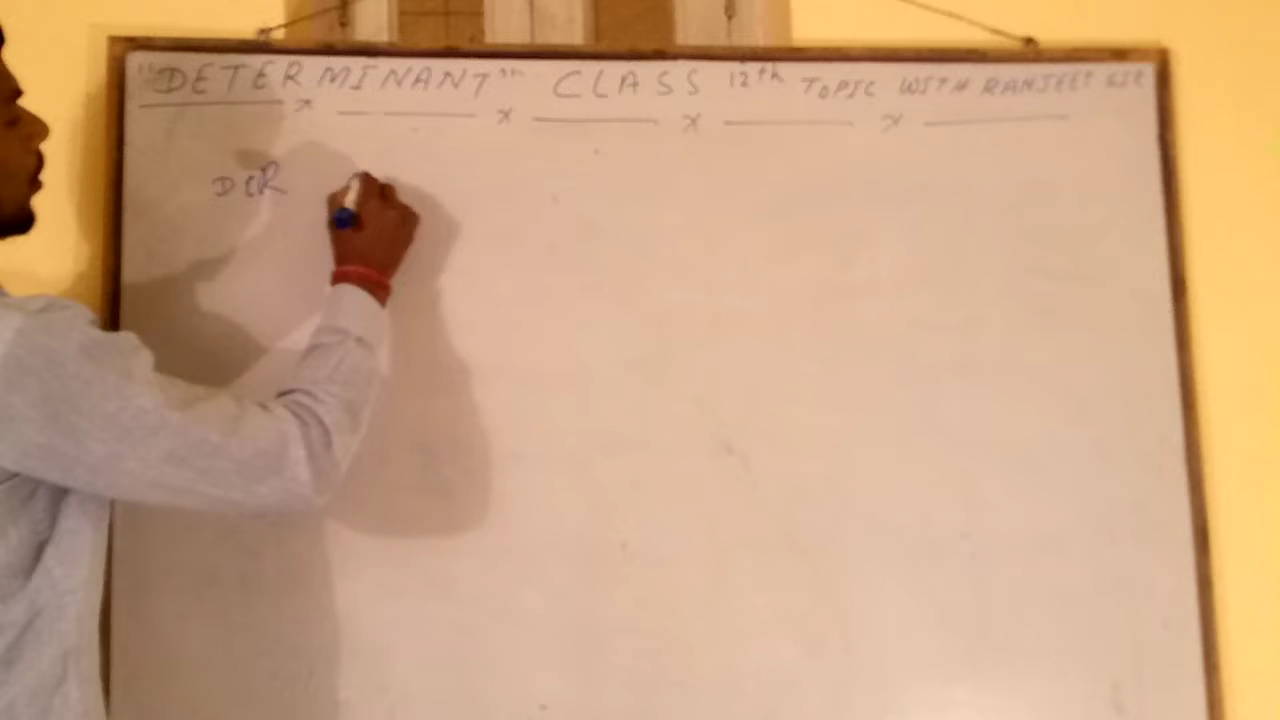 "DETERMINANT" CLASS 12th TOPIC WITH RANJEET SIR
DER